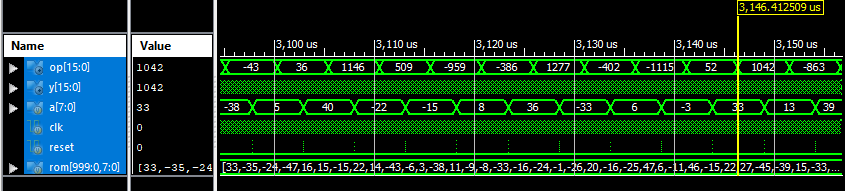 3,146.412509 us
Name Value
3,100 us 3,110 us 3,120 us 3,130 us 3,140 us 3,150 us
op[15:0] 1042 -43 36 1146 509 -959 -386 1277 -402 -1115 52 1042 -863
y[15:0] 1042
a[7:0] 33 -38 5 40 -22 -15 8 36 -33 6 -3 33 13 39
clk 0
reset 0
rom[999:0,7:0] [33,-35,-24 [33,-35,-24,-47,16,15,-15,22,14,-43,-6,3,-38,11,-9,-8,-33,-16,-24,-1,-26,20,-16,-25,47,6,-11,46,-15,22,27,-45,39,15,-33,...